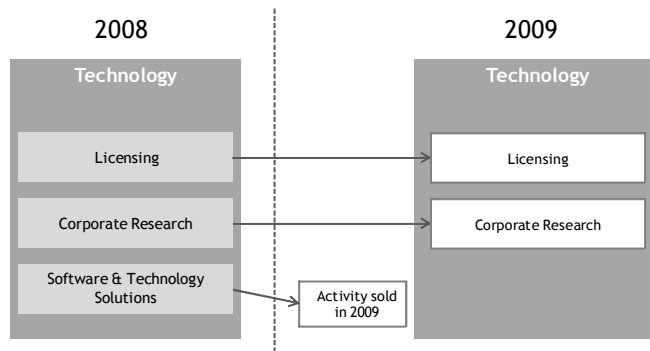 2008
2009
Technology
Technology
Licensing
Licensing
Corporate Research
Corporate Research
Software & Technology
Solutions
Activity sold
in 2009